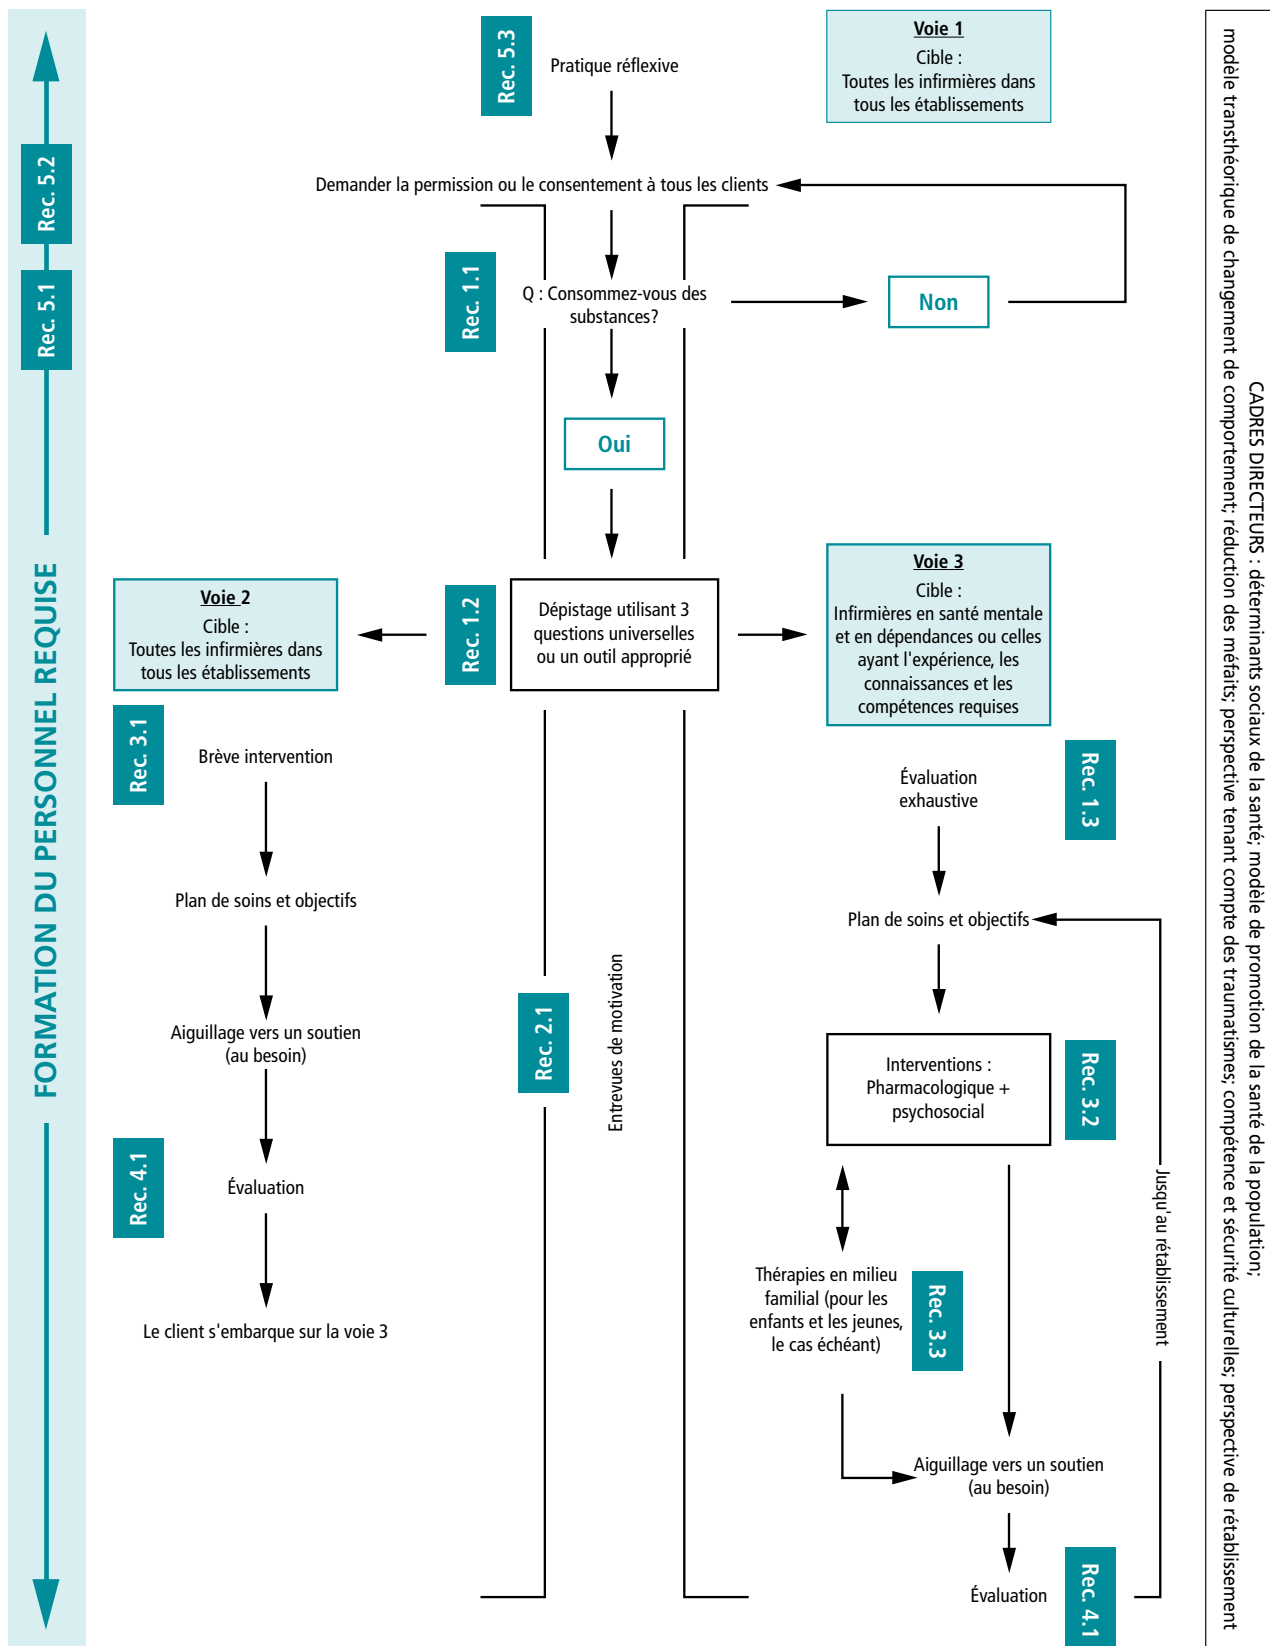 Rec. 5.3
Pratique réflexive
Voie 1
Cible :
Toutes les infirmières dans
tous les établissements
Demander la permission ou le consentement à tous les clients
Rec. 1.1
Q : Consommez-vous des
substances?
Non
Oui
Rec. 1.2
Dépistage utilisant 3
questions universelles
ou un outil approprié
Voie 2
Cible :
Toutes les infirmières dans
tous les établissements
Rec. 3.1
Brève intervention
Plan de soins et objectifs
Aiguillage vers un soutien
(au besoin)
Rec. 4.1
Évaluation
Le client s'embarque sur la voie 3
Rec. 2.1
Entrevues de motivation
Voie 3
Cible :
Infirmières en santé mentale
et en dépendances ou celles
ayant l'expérience, les
connaissances et les
compétences requises
Rec. 1.3
Évaluation
exhaustive
Plan de soins et objectifs
Interventions :
Pharmacologique +
psychosocial
Rec. 3.2
Thérapies en milieu
familial (pour les
enfants et les jeunes,
le cas échéant)
Rec. 3.3
Jusqu'au rétablissement
Aiguillage vers un soutien
(au besoin)
Évaluation
Rec. 4.1
Rec. 5.2
Rec. 5.1
FORMATION DU PERSONNEL REQUISE
CADRES DIRECTEURS : déterminants sociaux de la santé; modèle de promotion de la santé de la population;
modèle transthéorique de changement de comportement; réduction des méfaits; perspective tenant compte des traumatismes; compétence et sécurité culturelles; perspective de rétablissement